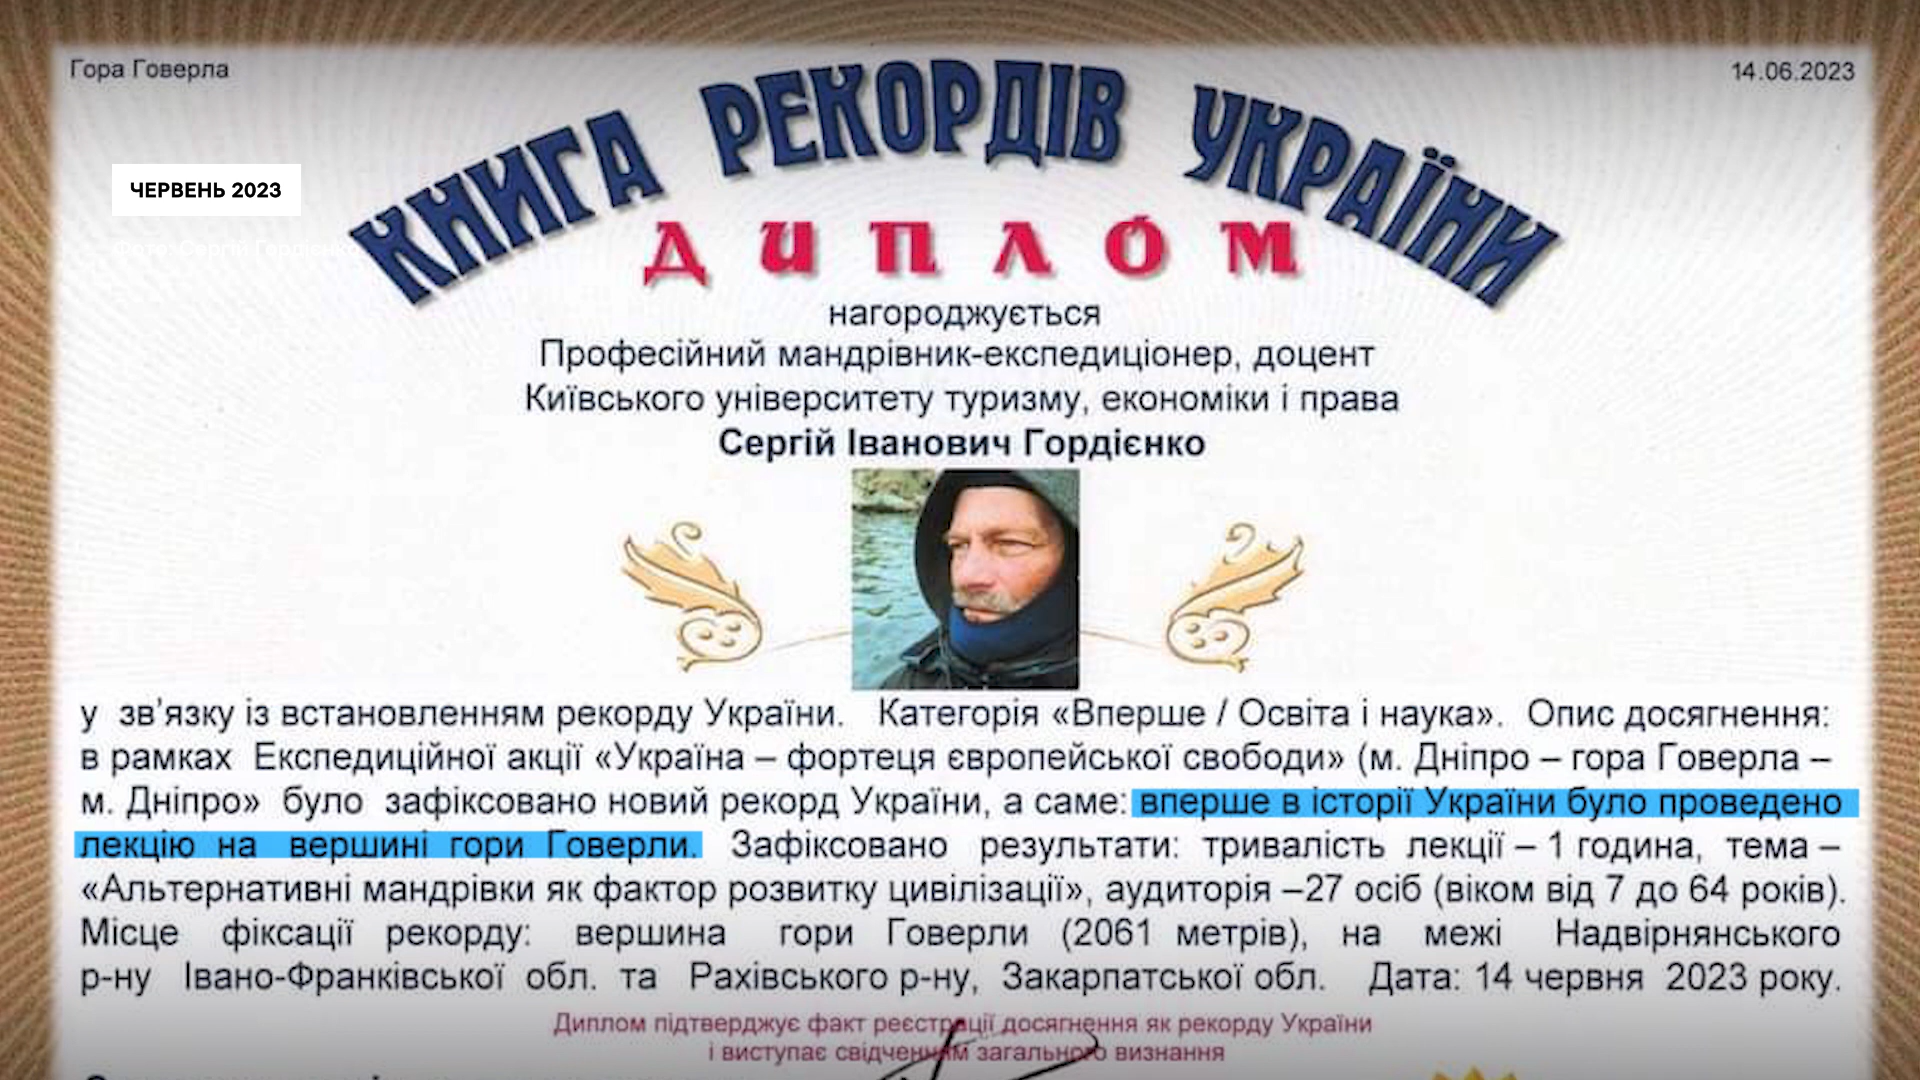 Гора Говерла
14.06.2023
КНИГА РЕКОРДІВ УКРАЇНИ
ЧЕРВЕНЬ 2023
ДИПЛОМ
Фото: Сергій Гордієнко
нагороджується
Професійний мандрівник-експедиціонер, доцент
Київського університету туризму, економіки і права
Сергій Іванович Гордієнко
у зв’язку із встановленням рекорду України. Категорія «Вперше / Освіта і наука». Опис досягнення:
в рамках Експедиційної акції «Україна – фортеця європейської свободи» (м. Дніпро – гора Говерла –
м. Дніпро» було зафіксовано новий рекорд України, а саме: вперше в історії України було проведено
лекцію на вершині гори Говерли. Зафіксовано результати: тривалість лекції – 1 година, тема –
«Альтернативні мандрівки як фактор розвитку цивілізації», аудиторія –27 осіб (віком від 7 до 64 років).
Місце фіксації рекорду: вершина гори Говерли (2061 метрів), на межі Надвірнянського
р-ну Івано-Франківської обл. та Рахівського р-ну, Закарпатської обл. Дата: 14 червня 2023 року.
Диплом підтверджує факт реєстрації досягнення як рекорду України
і виступає свідченням загального визнання